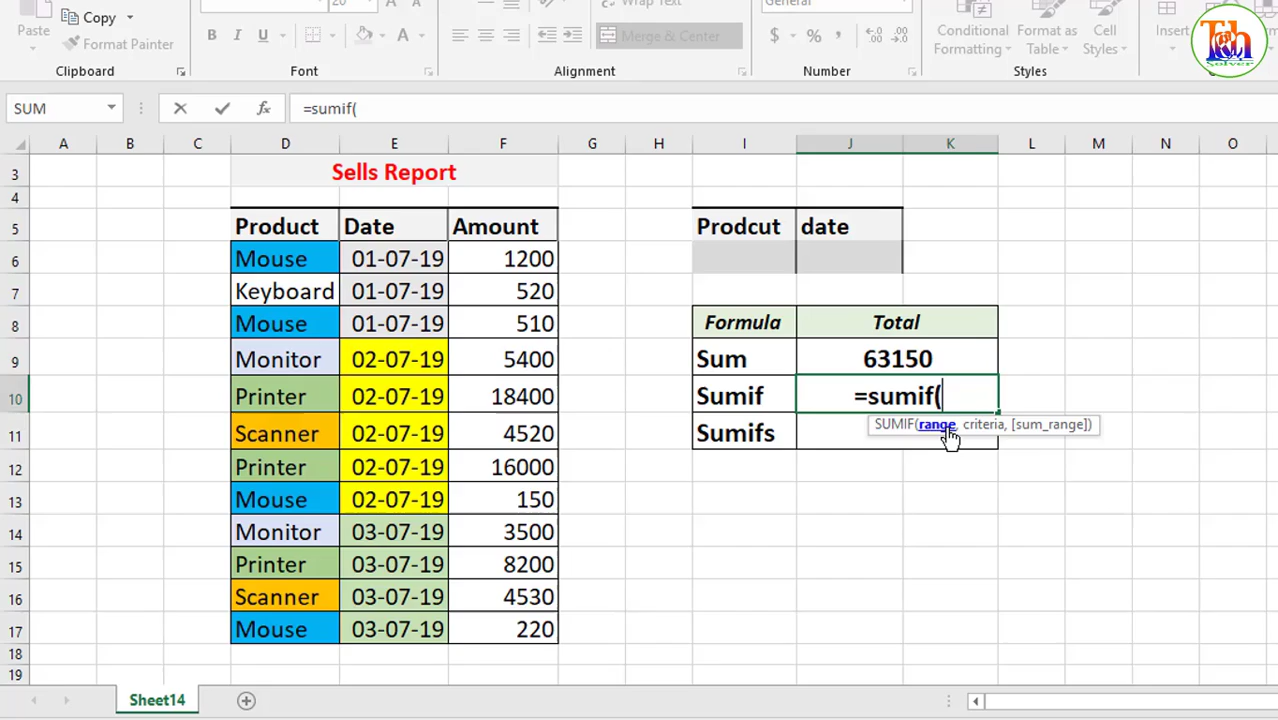 20
Wrap Text
General
Paste
Copy
Format Painter
B I U
A
Merge & Center
$ % ,
Conditional Formatting
Format as Table
Cell Styles
Insert
Tech
Solver
Clipboard
Font
Alignment
Number
Styles
SUM
fx
=sumif(
A B C D E F G H I J K L M N O
3 Sells Report
4
5 Product Date Amount Prodcut date
6 Mouse 01-07-19 1200
7 Keyboard 01-07-19 520
8 Mouse 01-07-19 510 Formula Total
9 Monitor 02-07-19 5400 Sum 63150
10 Printer 02-07-19 18400 Sumif =sumif(
SUMIF(range, criteria, [sum_range])
11 Scanner 02-07-19 4520 Sumifs
12 Printer 02-07-19 16000
13 Mouse 02-07-19 150
14 Monitor 03-07-19 3500
15 Printer 03-07-19 8200
16 Scanner 03-07-19 4530
17 Mouse 03-07-19 220
18
19
Sheet14